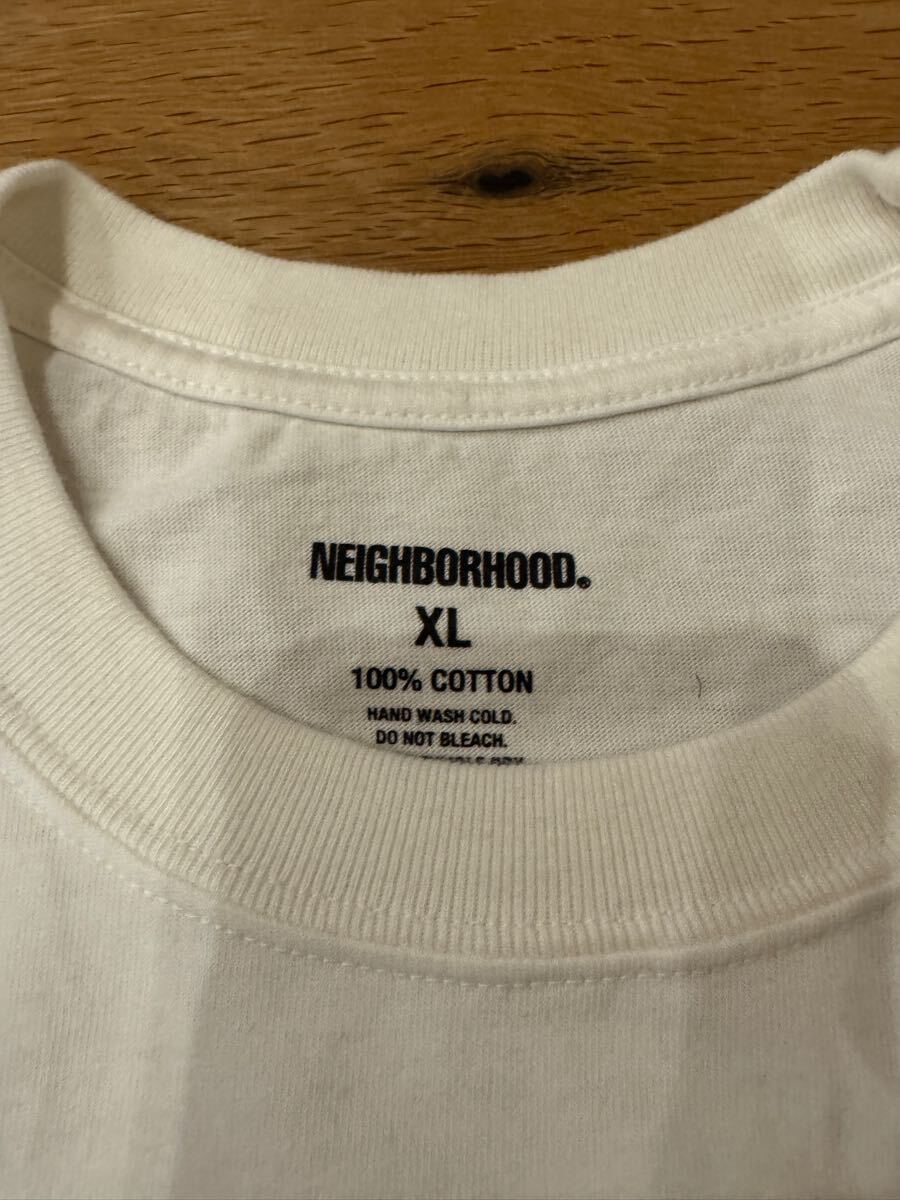 NEIGHBORHOOD®
XL
100% COTTON
HAND WASH COLD.
DO NOT BLEACH.